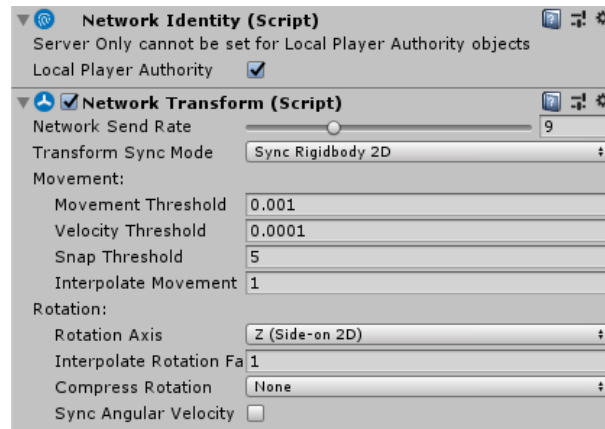 Network Identity (Script)
Server Only cannot be set for Local Player Authority objects
Local Player Authority
Network Transform (Script)
Network Send Rate 9
Transform Sync Mode Sync Rigidbody 2D
Movement:
Movement Threshold 0.001
Velocity Threshold 0.0001
Snap Threshold 5
Interpolate Movement 1
Rotation:
Rotation Axis Z (Side-on 2D)
Interpolate Rotation Fa 1
Compress Rotation None
Sync Angular Velocity